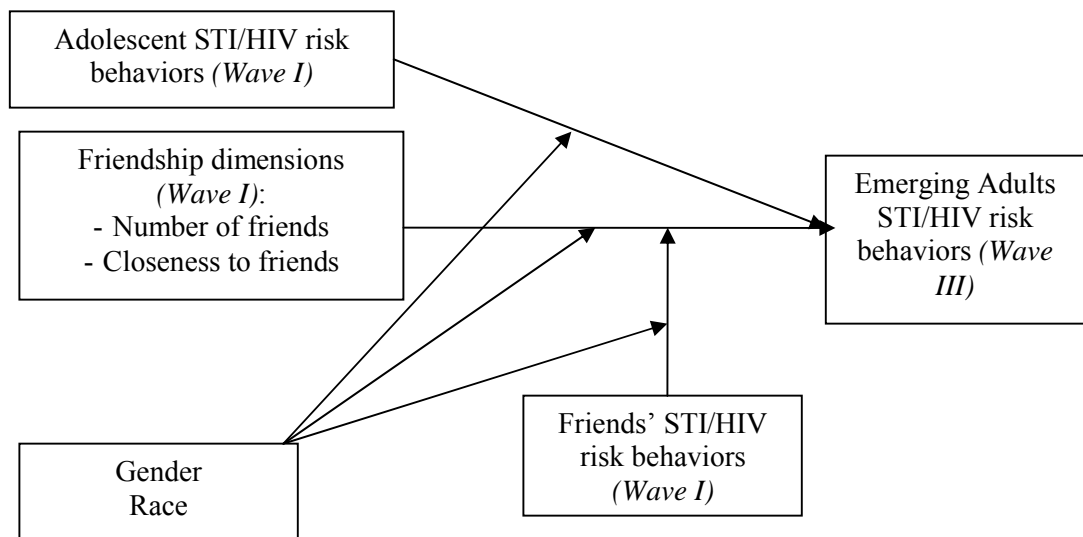 Adolescent STI/HIV risk
behaviors (Wave I)
Friendship dimensions
(Wave I):
- Number of friends
- Closeness to friends
Emerging Adults
STI/HIV risk
behaviors (Wave
III)
Friends’ STI/HIV
risk behaviors
(Wave I)
Gender
Race